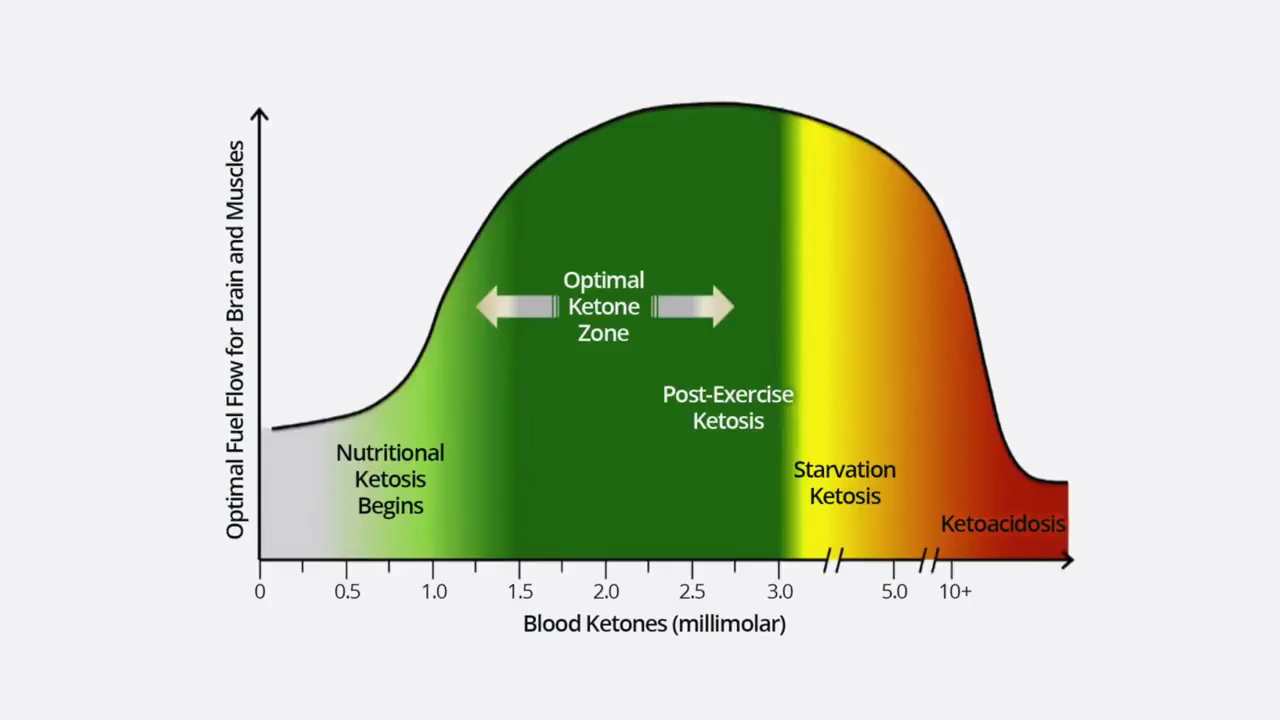 Optimal Fuel Flow for Brain and Muscles
Optimal
Ketone
Zone
Post-Exercise
Ketosis
Nutritional
Ketosis
Begins
Starvation
Ketosis
Ketoacidosis
0 0.5 1.0 1.5 2.0 2.5 3.0 5.0 10+
Blood Ketones (millimolar)